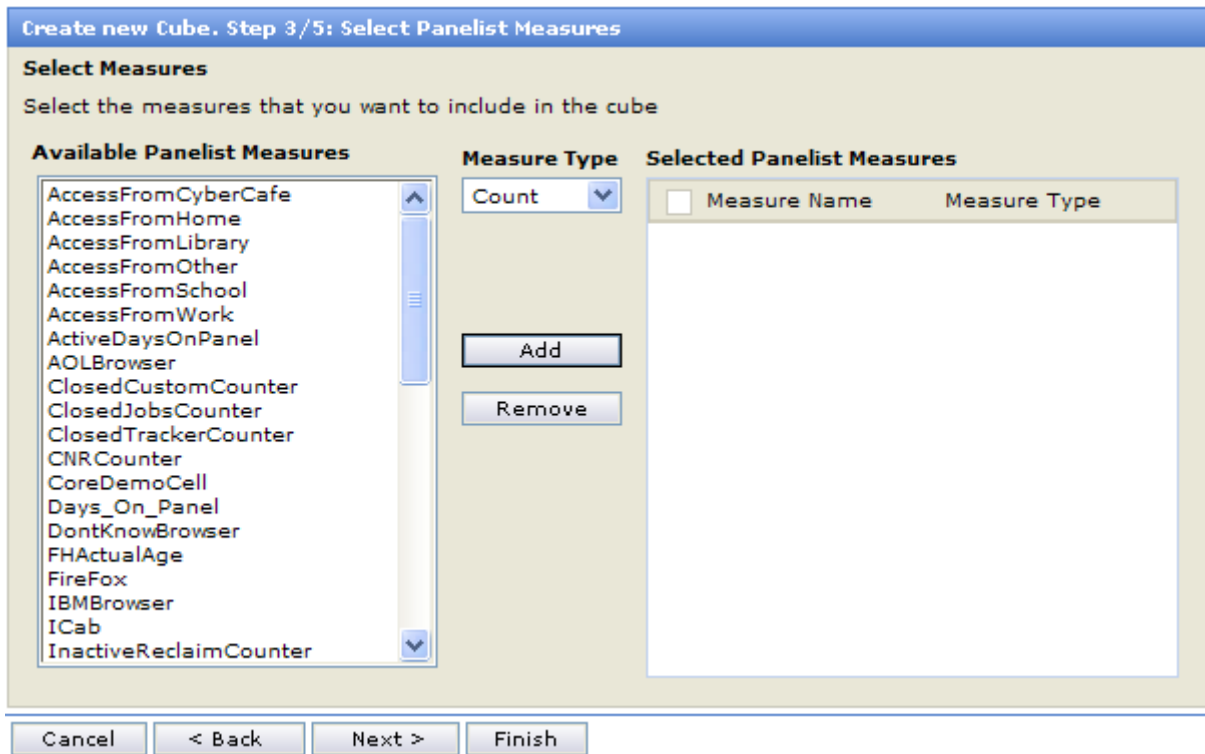 Create new Cube. Step 3/5: Select Panelist Measures
Select Measures
Select the measures that you want to include in the cube
Available Panelist Measures
AccessFromCyberCafe
AccessFromHome
AccessFromLibrary
AccessFromOther
AccessFromSchool
AccessFromWork
ActiveDaysOnPanel
AOLBrowser
ClosedCustomCounter
ClosedJobsCounter
ClosedTrackerCounter
CNRCounter
CoreDemoCell
Days_On_Panel
DontKnowBrowser
FHActualAge
FireFox
IBMBrowser
ICab
InactiveReclaimCounter
Measure Type
Count
Add
Remove
Selected Panelist Measures
Measure Name Measure Type
Cancel < Back Next > Finish